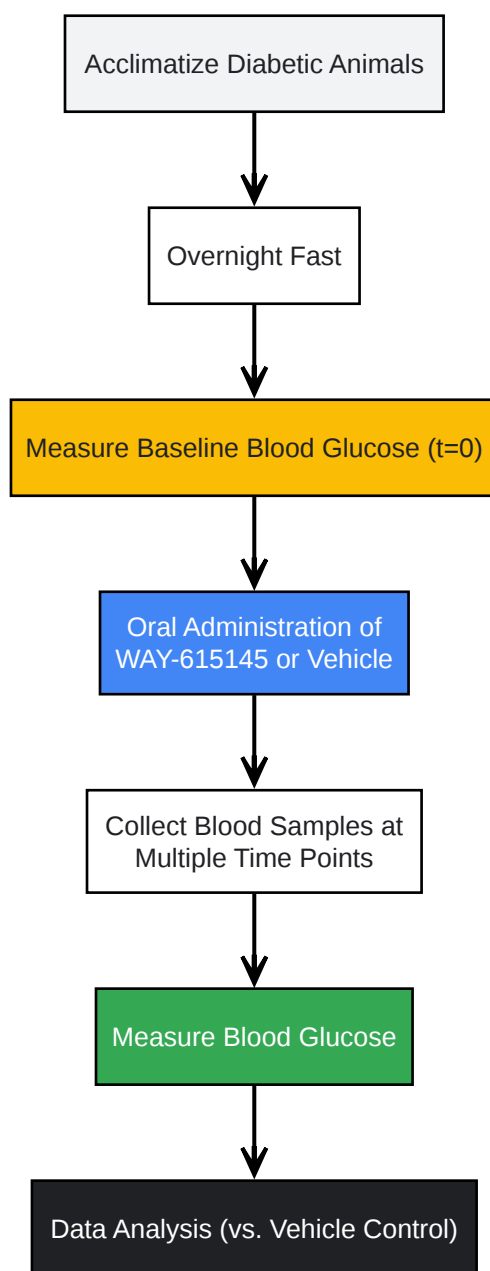 Acclimatize Diabetic Animals
Overnight Fast
Measure Baseline Blood Glucose (t=0)
Oral Administration of
WAY-615145 or Vehicle
Collect Blood Samples at
Multiple Time Points
Measure Blood Glucose
Data Analysis (vs. Vehicle Control)